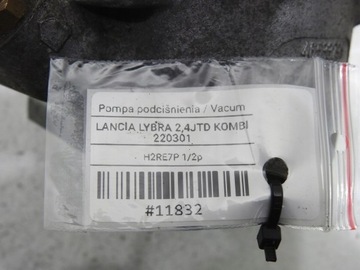 Pompa podciśnienia / Vacum
LANCIA LYBRA 2,4JTD KOMBI
220301
H2RE7P 1/2p
#11832